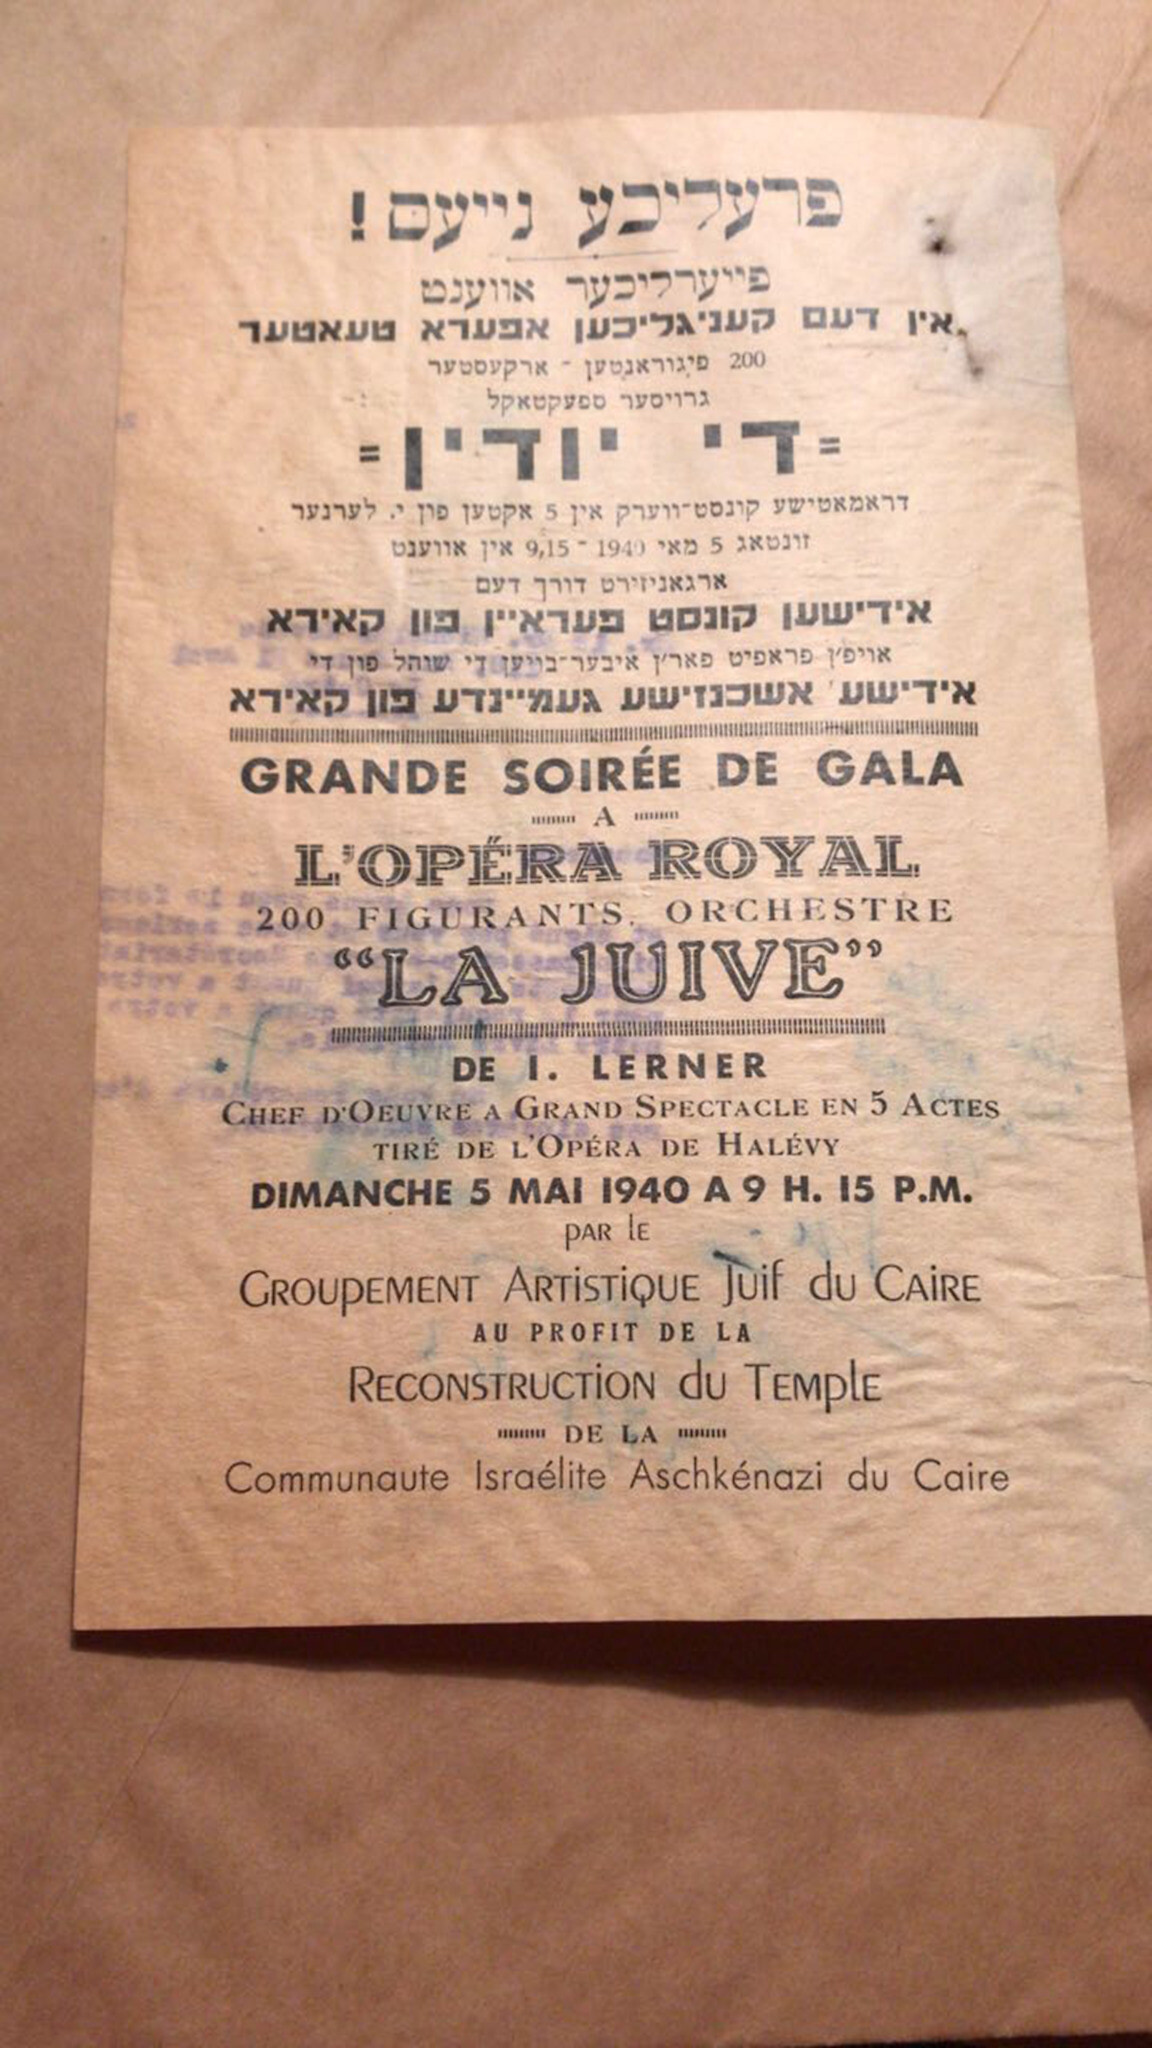 פרעליכע נייעס !
פייערליכער אווענט
אין דעם קעניגליכען אפערא טעאטער
200 פיגוראנטען - ארקעסטער
גרויסער ספעקטאקל
= די יודין =
דראמאטישע קונסט־ווערק אין 5 אקטען פון י. לערנער
זונטאג 5 מאי 1940 - 9,15 אין אווענט
ארגאניזירט דורך דעם
אידישען קונסט פעראיין פון קאירא
אויפ׳ן פראפיט פאר׳ן איבער־בויען די שוהל פון די
אידישע אשכנזישע געמיינדע פון קאירא
GRANDE SOIRÉE DE GALA
A
L'OPÉRA ROYAL
200 FIGURANTS. ORCHESTRE
“LA JUIVE”
DE I. LERNER
CHEF D'OEUVRE A GRAND SPECTACLE EN 5 ACTES
TIRÉ DE L'OPÉRA DE HALÉVY
DIMANCHE 5 MAI 1940 A 9 H. 15 P.M.
PAR LE
GROUPEMENT ARTISTIQUE Juif du CAIRE
AU PROFIT DE LA
RECONSTRUCTION du TEMPLE
DE LA
Communaute Israélite Aschkénazi du Caire